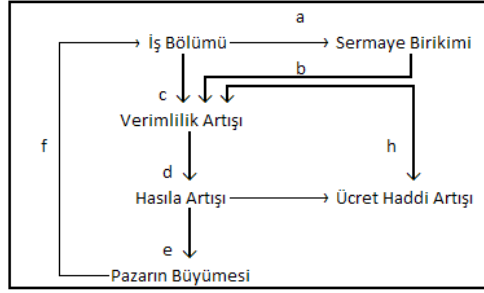 a
İş Bölümü Sermaye Birikimi
b
c
Verimlilik Artışı
f h
d
Hasıla Artışı Ücret Haddi Artışı
e
Pazarın Büyümesi